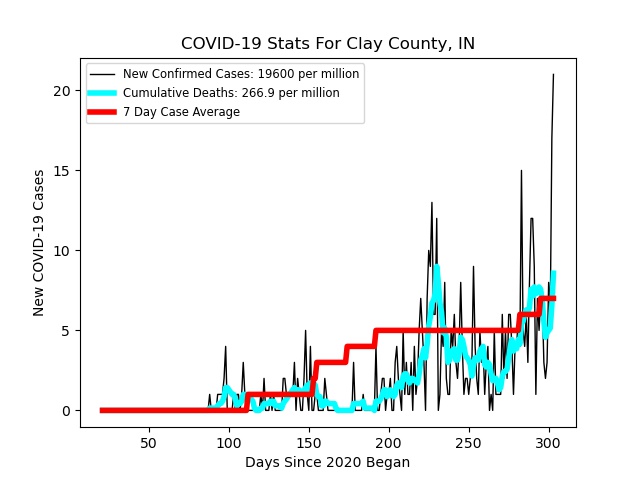 COVID-19 Stats For Clay County, IN
New Confirmed Cases: 19600 per million
Cumulative Deaths: 266.9 per million
7 Day Case Average
New COVID-19 Cases
20
15
10
5
0
50 100 150 200 250 300
Days Since 2020 Began